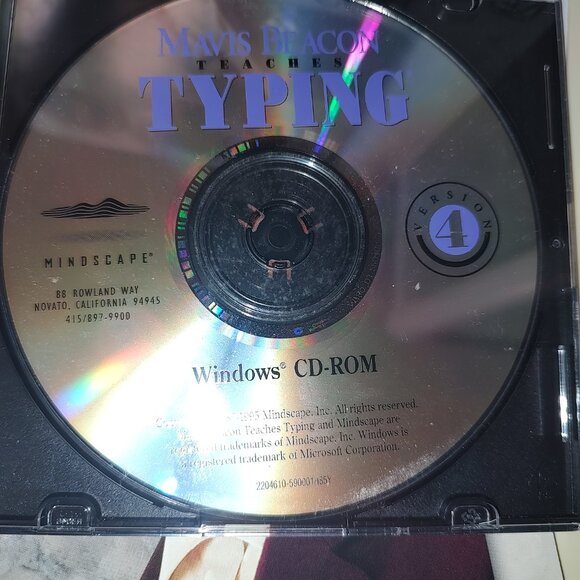 MAVIS BEACON
TEACHES
TYPING
VERSION
4
MINDSCAPE®
88 ROWLAND WAY
NOVATO, CALIFORNIA 94945
415/897-9900
Windows® CD-ROM
1995 Mindscape, Inc. All rights reserved.
Teaches Typing and Mindscape are
trademarks of Mindscape, Inc. Windows is
a registered trademark of Microsoft Corporation.